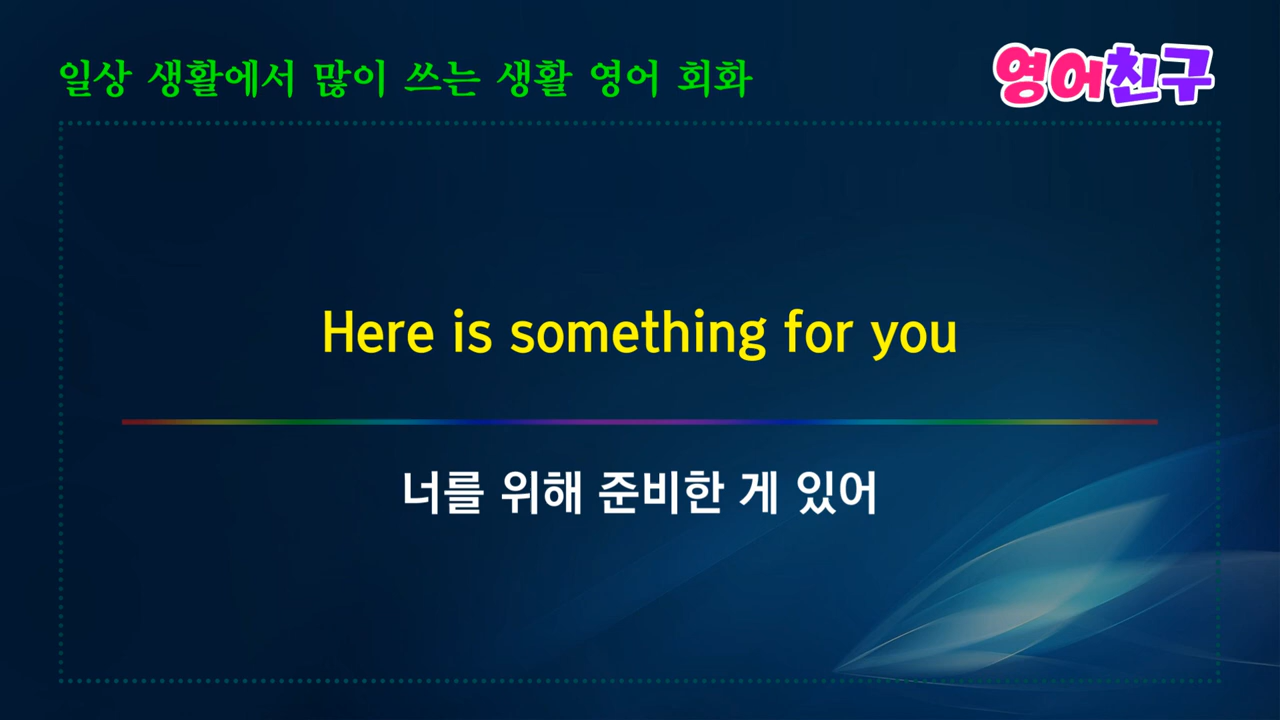 일상 생활에서 많이 쓰는 생활 영어 회화
영어친구
Here is something for you
너를 위해 준비한 게 있어